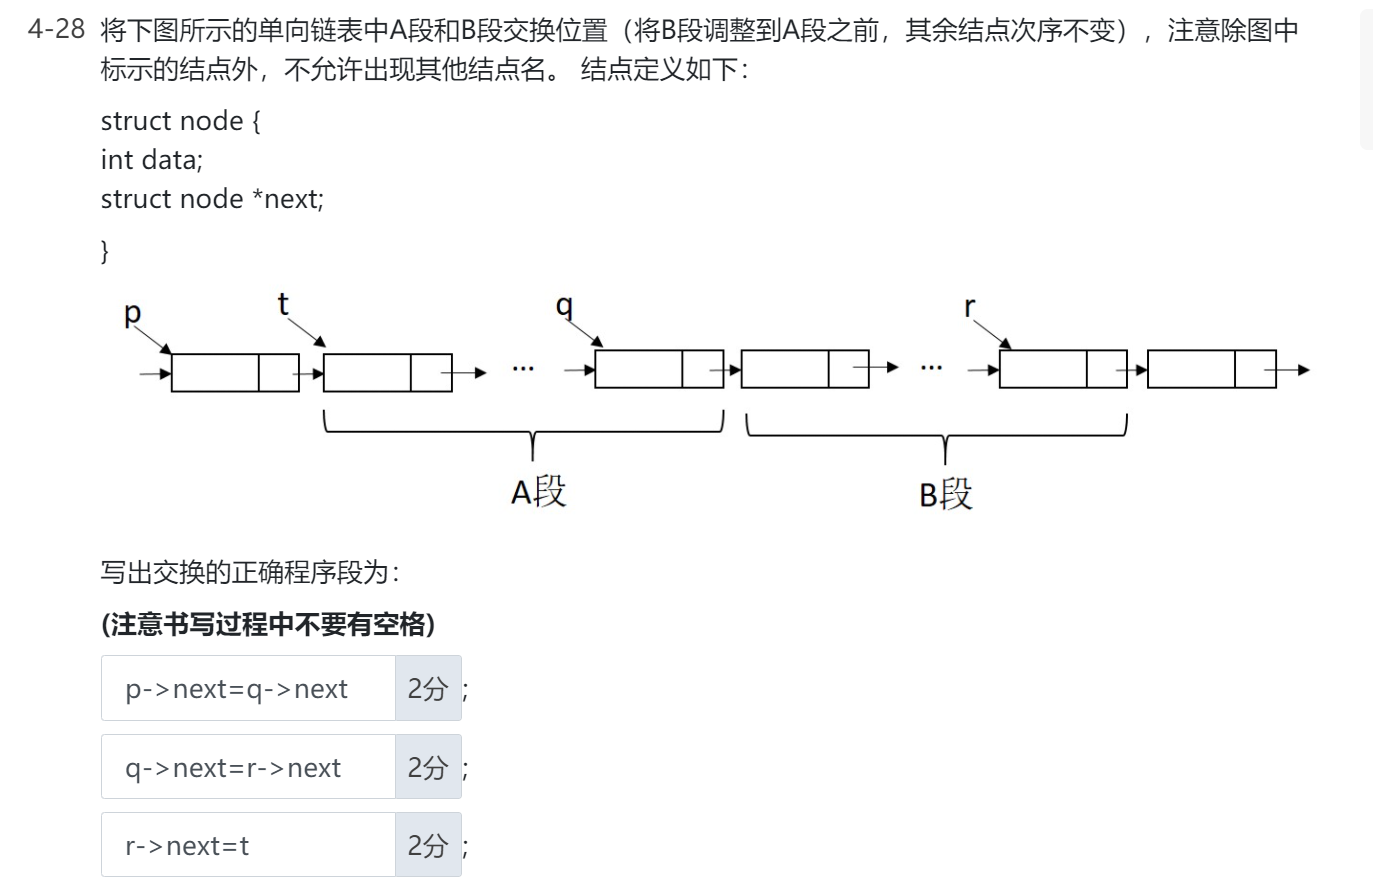 4-28 将下图所示的单向链表中A段和B段交换位置（将B段调整到A段之前，其余结点次序不变），注意除图中
标示的结点外，不允许出现其他结点名。 结点定义如下：
struct node {
int data;
struct node *next;
}
p t q r
... ...
A段 B段
写出交换的正确程序段为：
(注意书写过程中不要有空格)
p->next=q->next 2分 ;
q->next=r->next 2分 ;
r->next=t 2分 ;